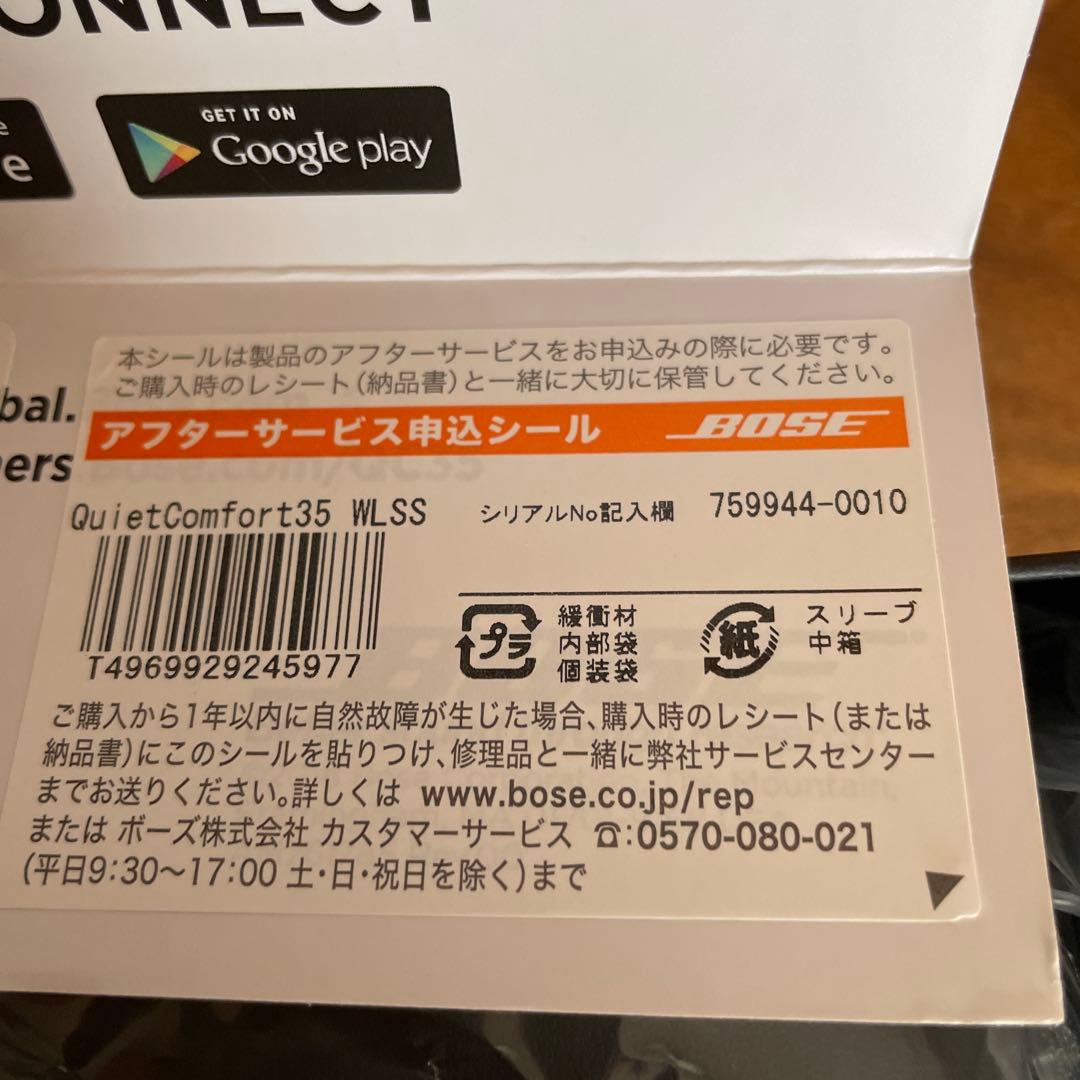 ONNECT
GET IT ON
Google play
e
e
本シールは製品のアフターサービスをお申込みの際に必要です。
ご購入時のレシート(納品書)と一緒に大切に保管してください。
bal.
アフターサービス申込シール BOSE
ers
bose.com/QC35
QuietComfort35 WLSS シリアルNo記入欄 759944-0010
T4969929245977
プラ 緩衝材
内部袋
個装袋
紙 スリーブ
中箱
ご購入から1年以内に自然故障が生じた場合、購入時のレシート(または
納品書)にこのシールを貼りつけ、修理品と一緒に弊社サービスセンター
までお送りください。詳しくは www.bose.co.jp/rep
または ボーズ株式会社 カスタマーサービス ☎:0570-080-021
(平日9:30〜17:00 土・日・祝日を除く)まで